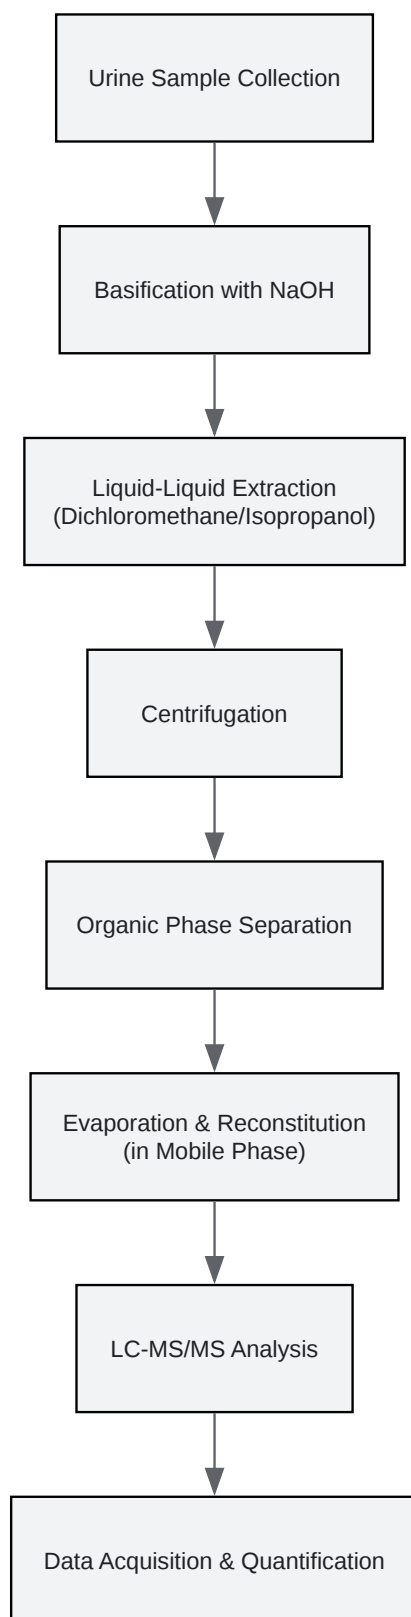 Urine Sample Collection
Basification with NaOH
Liquid-Liquid Extraction
(Dichloromethane/Isopropanol)
Centrifugation
Organic Phase Separation
Evaporation & Reconstitution
(in Mobile Phase)
LC-MS/MS Analysis
Data Acquisition & Quantification